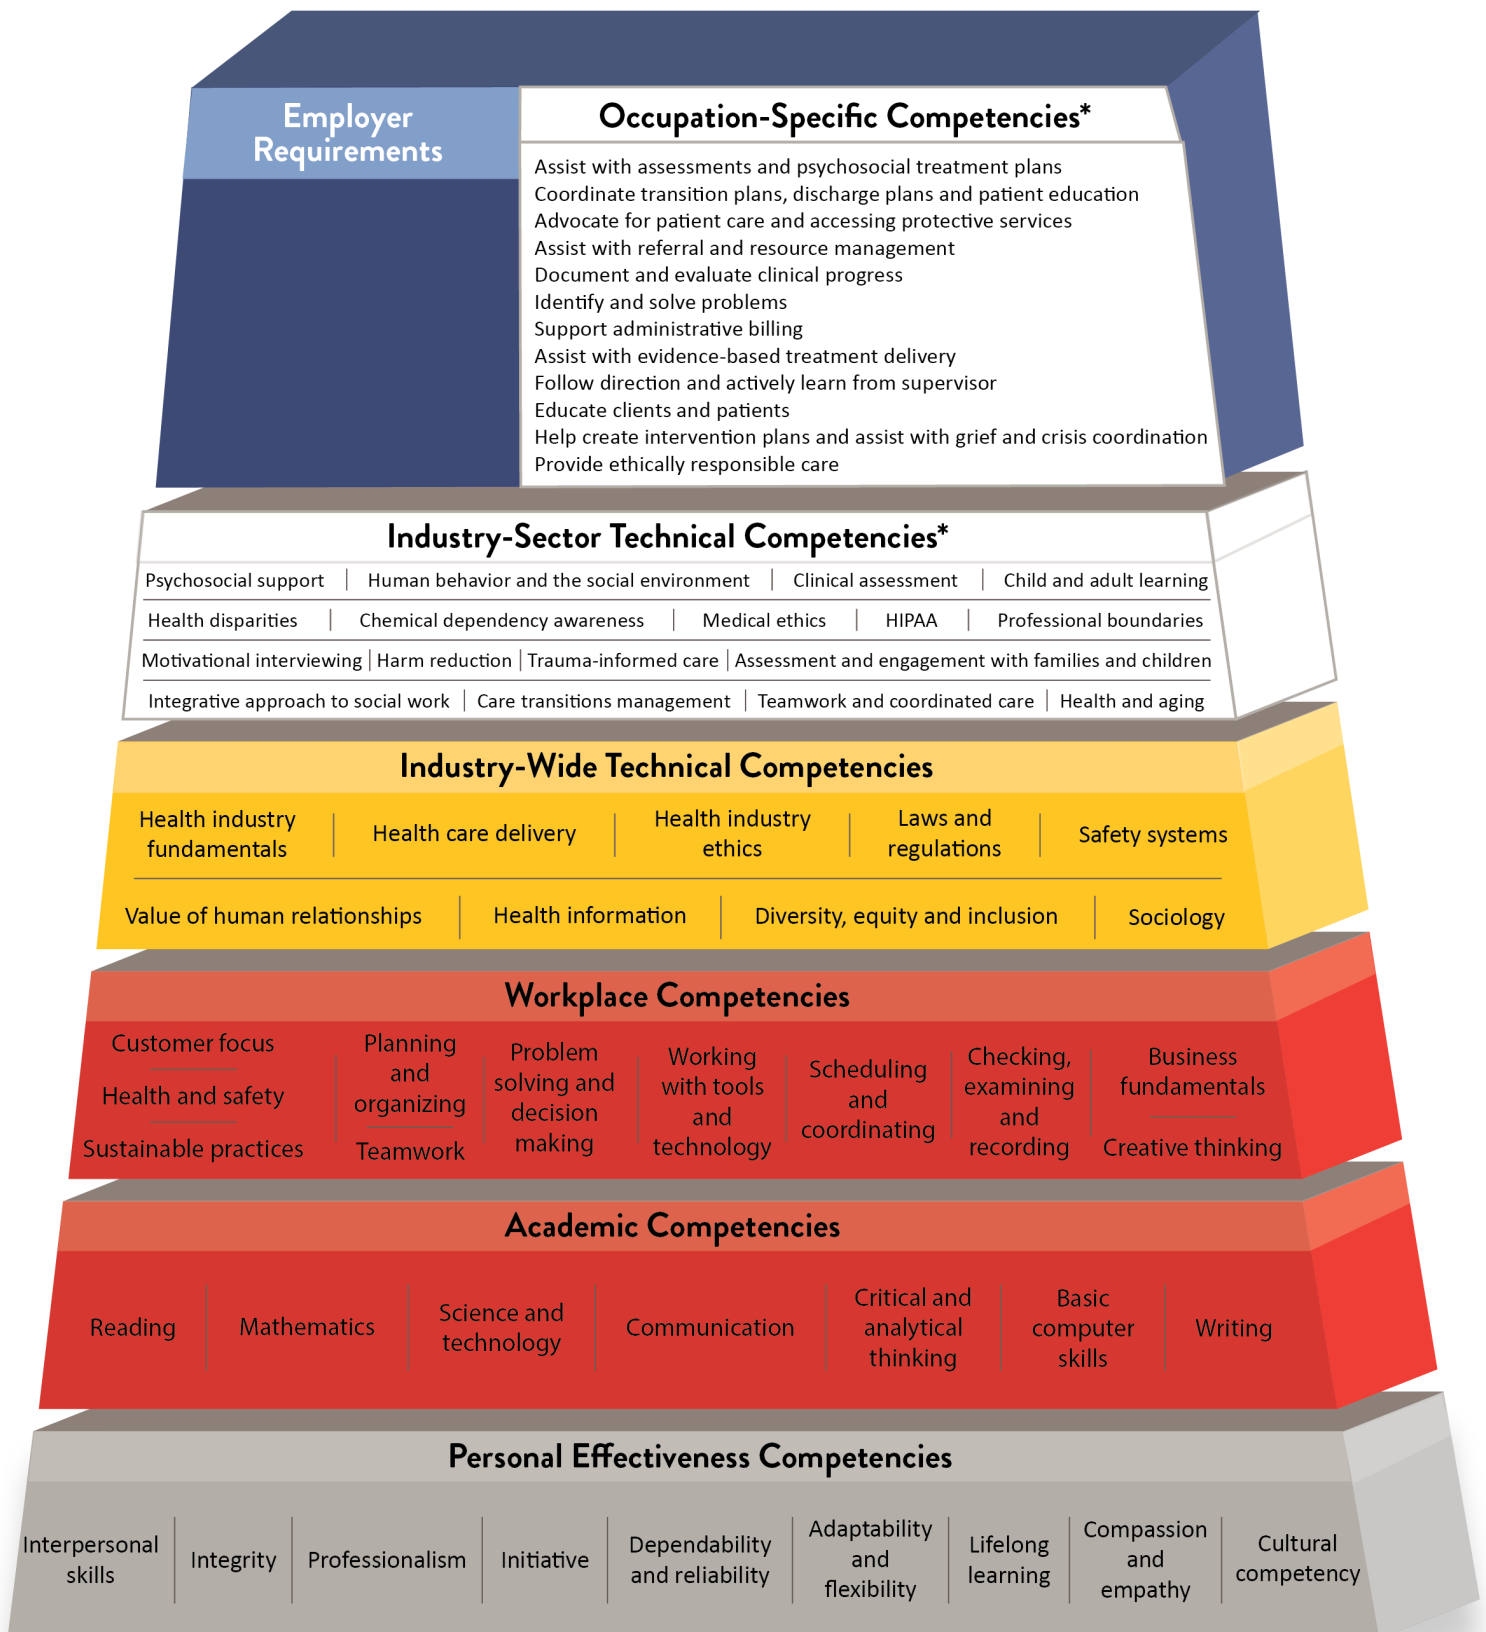 Employer
Requirements
Occupation-Specific Competencies*
Assist with assessments and psychosocial treatment plans
Coordinate transition plans, discharge plans and patient education
Advocate for patient care and accessing protective services
Assist with referral and resource management
Document and evaluate clinical progress
Identify and solve problems
Support administrative billing
Assist with evidence-based treatment delivery
Follow direction and actively learn from supervisor
Educate clients and patients
Help create intervention plans and assist with grief and crisis coordination
Provide ethically responsible care
Industry-Sector Technical Competencies*
Psychosocial support
Human behavior and the social environment
Clinical assessment
Child and adult learning
Health disparities
Chemical dependency awareness
Medical ethics
HIPAA
Professional boundaries
Motivational interviewing
Harm reduction
Trauma-informed care
Assessment and engagement with families and children
Integrative approach to social work
Care transitions management
Teamwork and coordinated care
Health and aging
Industry-Wide Technical Competencies
Health industry
fundamentals
Health care delivery
Health industry
ethics
Laws and
regulations
Safety systems
Value of human relationships
Health information
Diversity, equity and inclusion
Sociology
Workplace Competencies
Customer focus
Health and safety
Sustainable practices
Planning
and
organizing
Teamwork
Problem
solving and
decision
making
Working
with tools
and
technology
Scheduling
and
coordinating
Checking,
examining
and
recording
Business
fundamentals
Creative thinking
Academic Competencies
Reading
Mathematics
Science and
technology
Communication
Critical and
analytical
thinking
Basic
computer
skills
Writing
Personal Effectiveness Competencies
Interpersonal
skills
Integrity
Professionalism
Initiative
Dependability
and reliability
Adaptability
and
flexibility
Lifelong
learning
Compassion
and
empathy
Cultural
competency